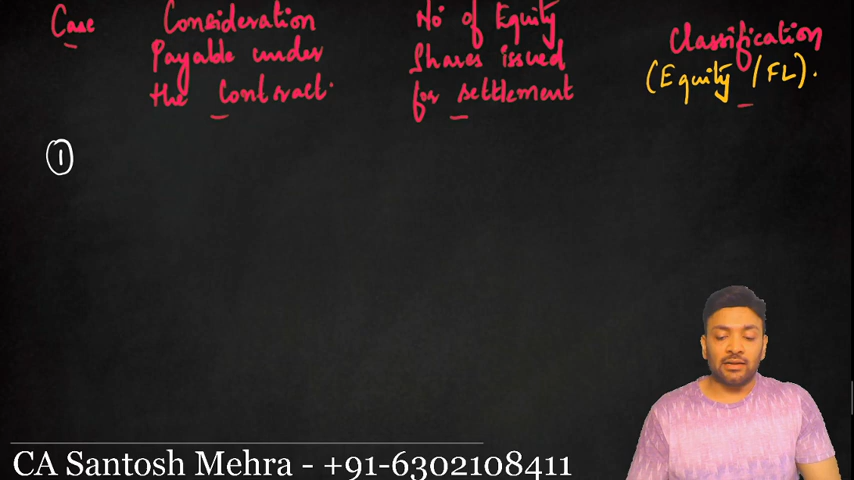 Case Consideration No of Equity Classification
Payable under Shares issued (Equity / FL).
the Contract. for settlement
①
CA Santosh Mehra - +91-6302108411